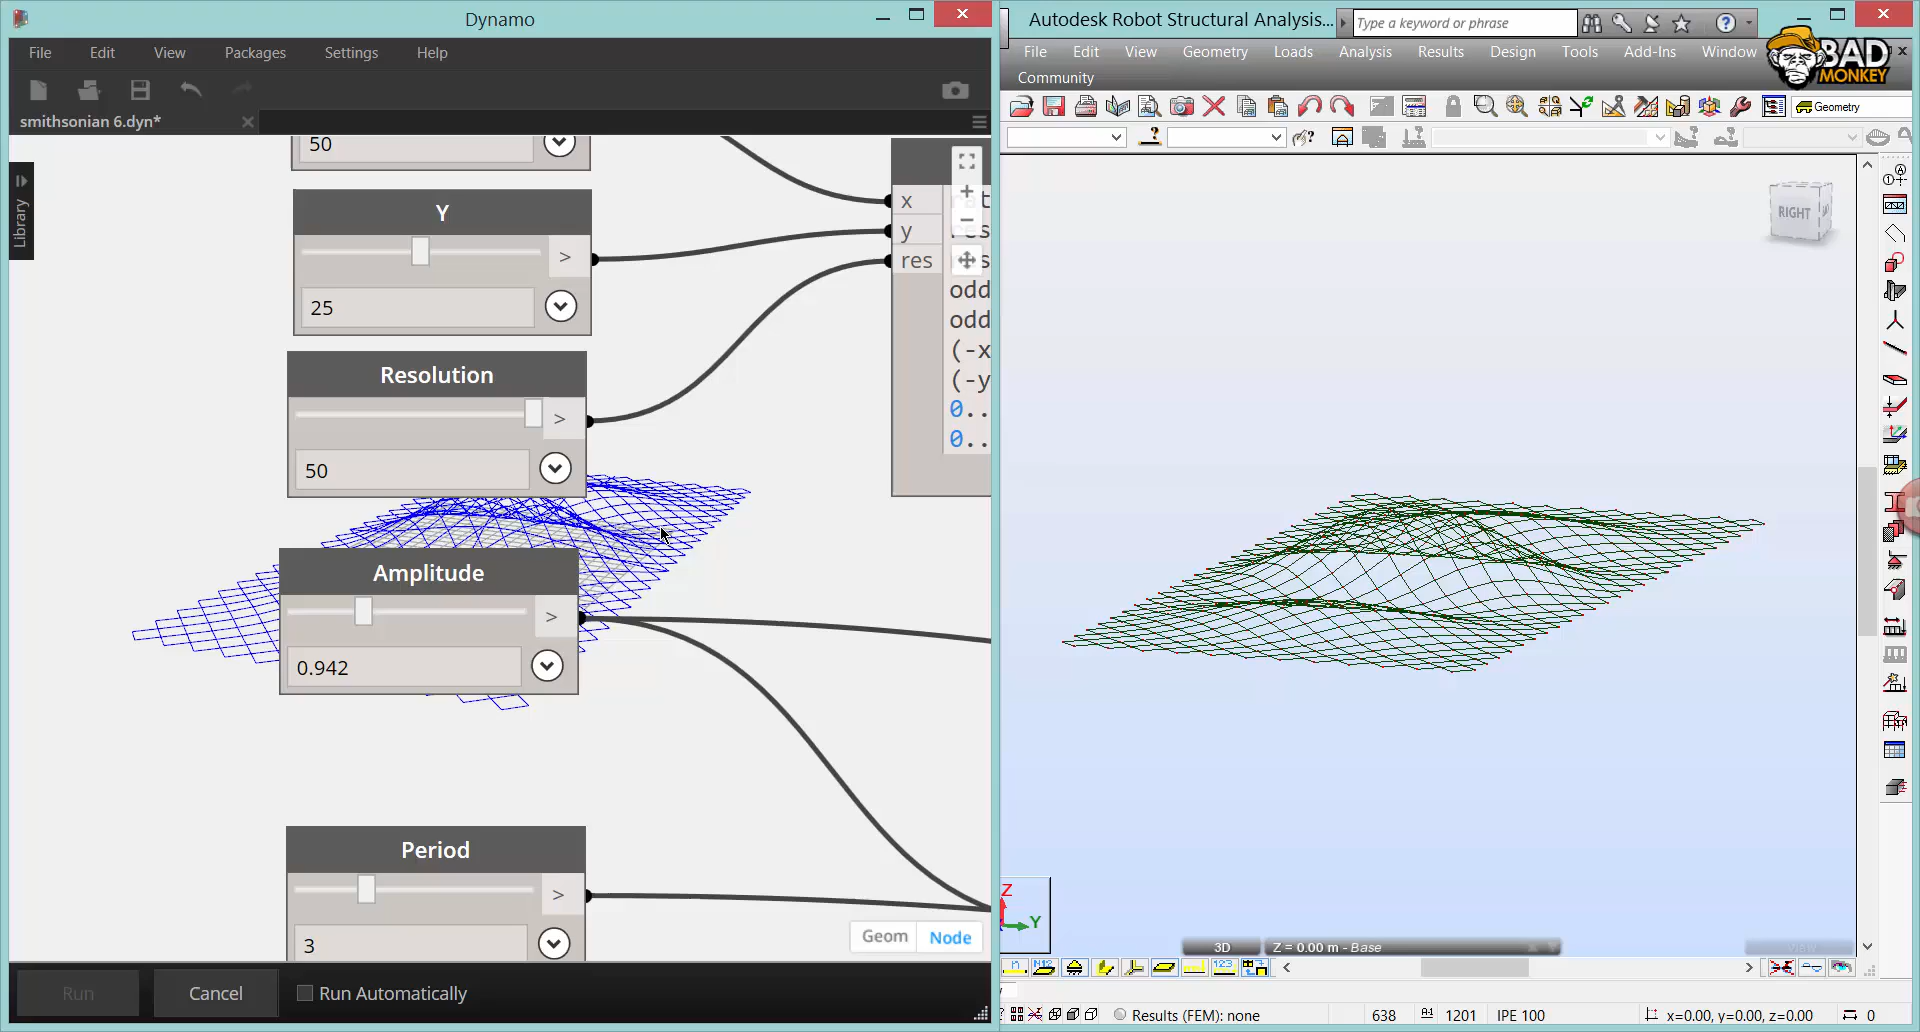 Dynamo
File Edit View Packages Settings Help
smithsonian 6.dyn*
Library
50
Y
>
25
Resolution
>
50
Amplitude
>
0.942
Period
>
3
x
y
res
odd
odd
(-x
(-y
0..
0..
Geom Node
Run Cancel Run Automatically
Autodesk Robot Structural Analysis...
Type a keyword or phrase
File Edit View Geometry Loads Analysis Results Design Tools Add-Ins Window
Community
BAD
MONKEY
Geometry
RIGHT
Z
Y
3D Z = 0.00 m - Base
VIEW
Results (FEM): none 638 1201 IPE 100 x=0.00, y=0.00, z=0.00 0